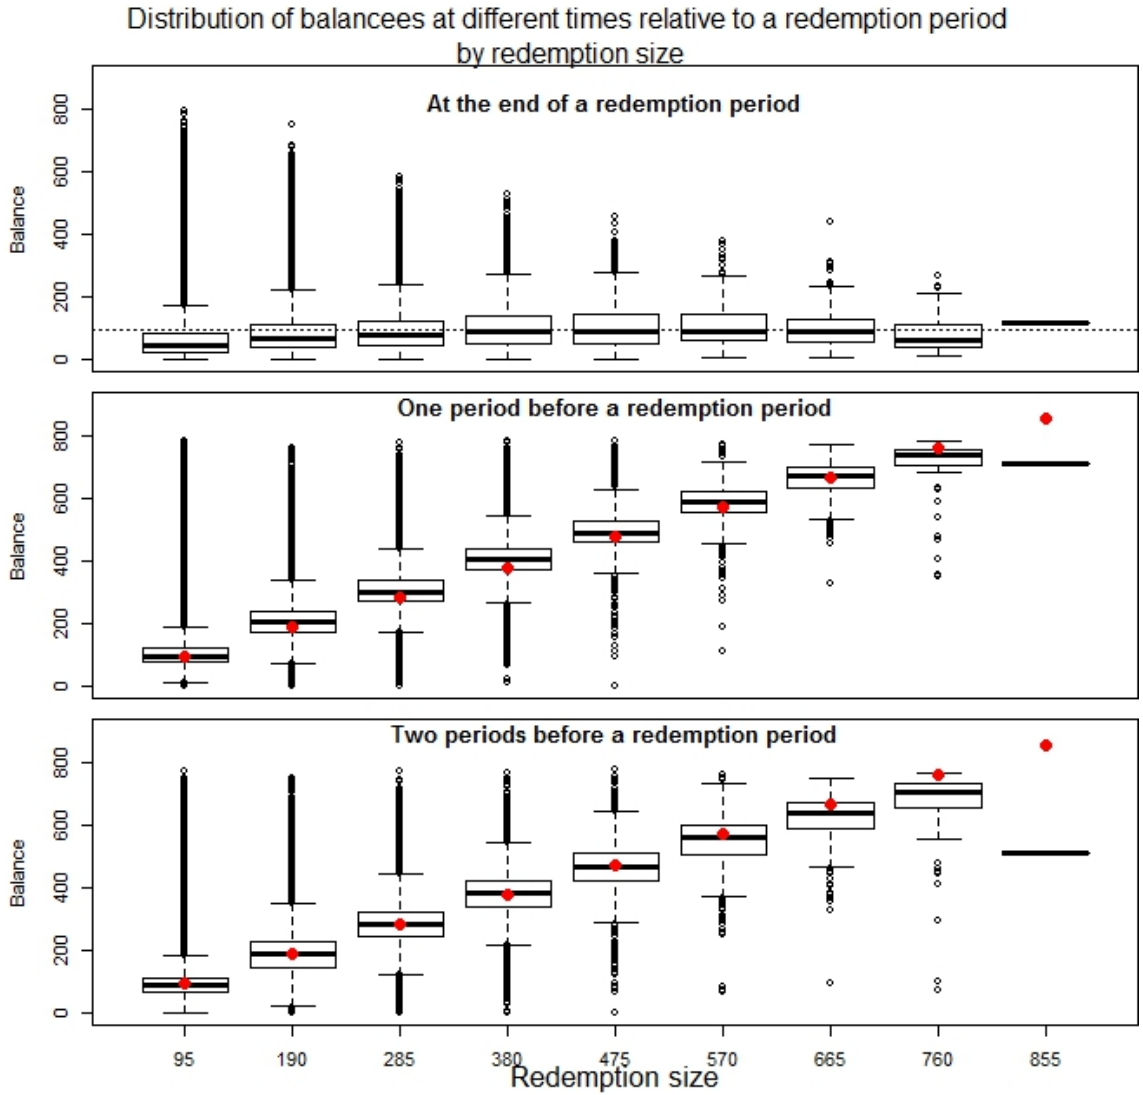 Distribution of balancees at different times relative to a redemption period
by redemption size
At the end of a redemption period
Balance
0
200
400
600
800
One period before a redemption period
Balance
0
200
400
600
800
Two periods before a redemption period
Balance
0
200
400
600
800
95 190 285 380 475 570 665 760 855
Redemption size